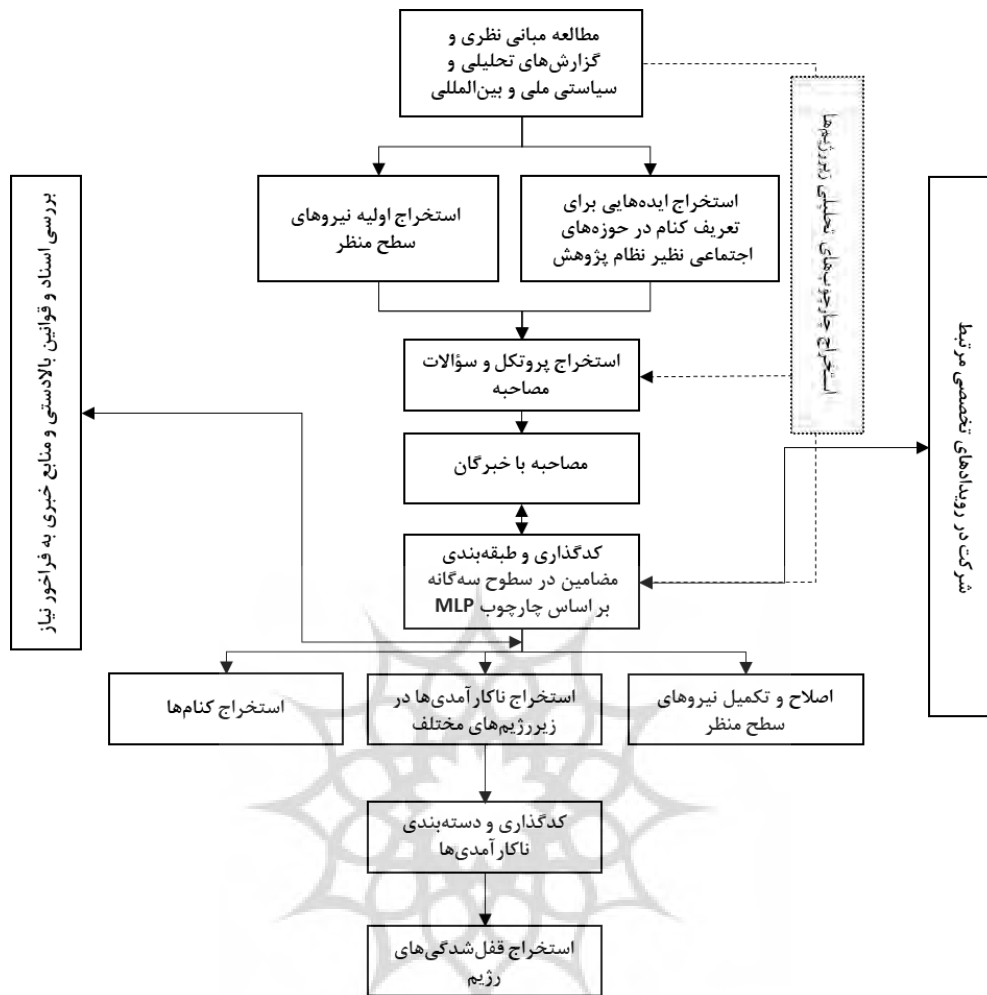 مطالعه مبانی نظری و
گزارش‌های تحلیلی و
سیاستی ملی و بین‌المللی
استخراج چارچوب‌های تحلیلی زیررژیم‌ها
استخراج ایده‌هایی برای
تعریف کنام در حوزه‌های
اجتماعی نظیر نظام پژوهش
استخراج اولیه نیروهای
سطح منظر
شرکت در رویدادهای تخصصی مرتبط
بررسی اسناد و قوانین بالادستی و منابع خبری به فراخور نیاز
استخراج پروتکل و سؤالات
مصاحبه
مصاحبه با خبرگان
کدگذاری و طبقه‌بندی
مضامین در سطوح سه‌گانه
بر اساس چارچوب MLP
اصلاح و تکمیل نیروهای
سطح منظر
استخراج ناکارآمدی‌ها در
زیررژیم‌های مختلف
استخراج کنام‌ها
کدگذاری و دسته‌بندی
ناکارآمدی‌ها
استخراج قفل‌شدگی‌های
رژیم